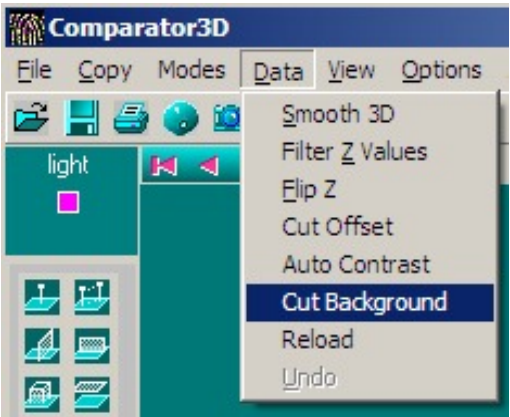 Comparator3D
File Copy Modes Data View Options
light
Smooth 3D
Filter Z Values
Flip Z
Cut Offset
Auto Contrast
Cut Background
Reload
Undo